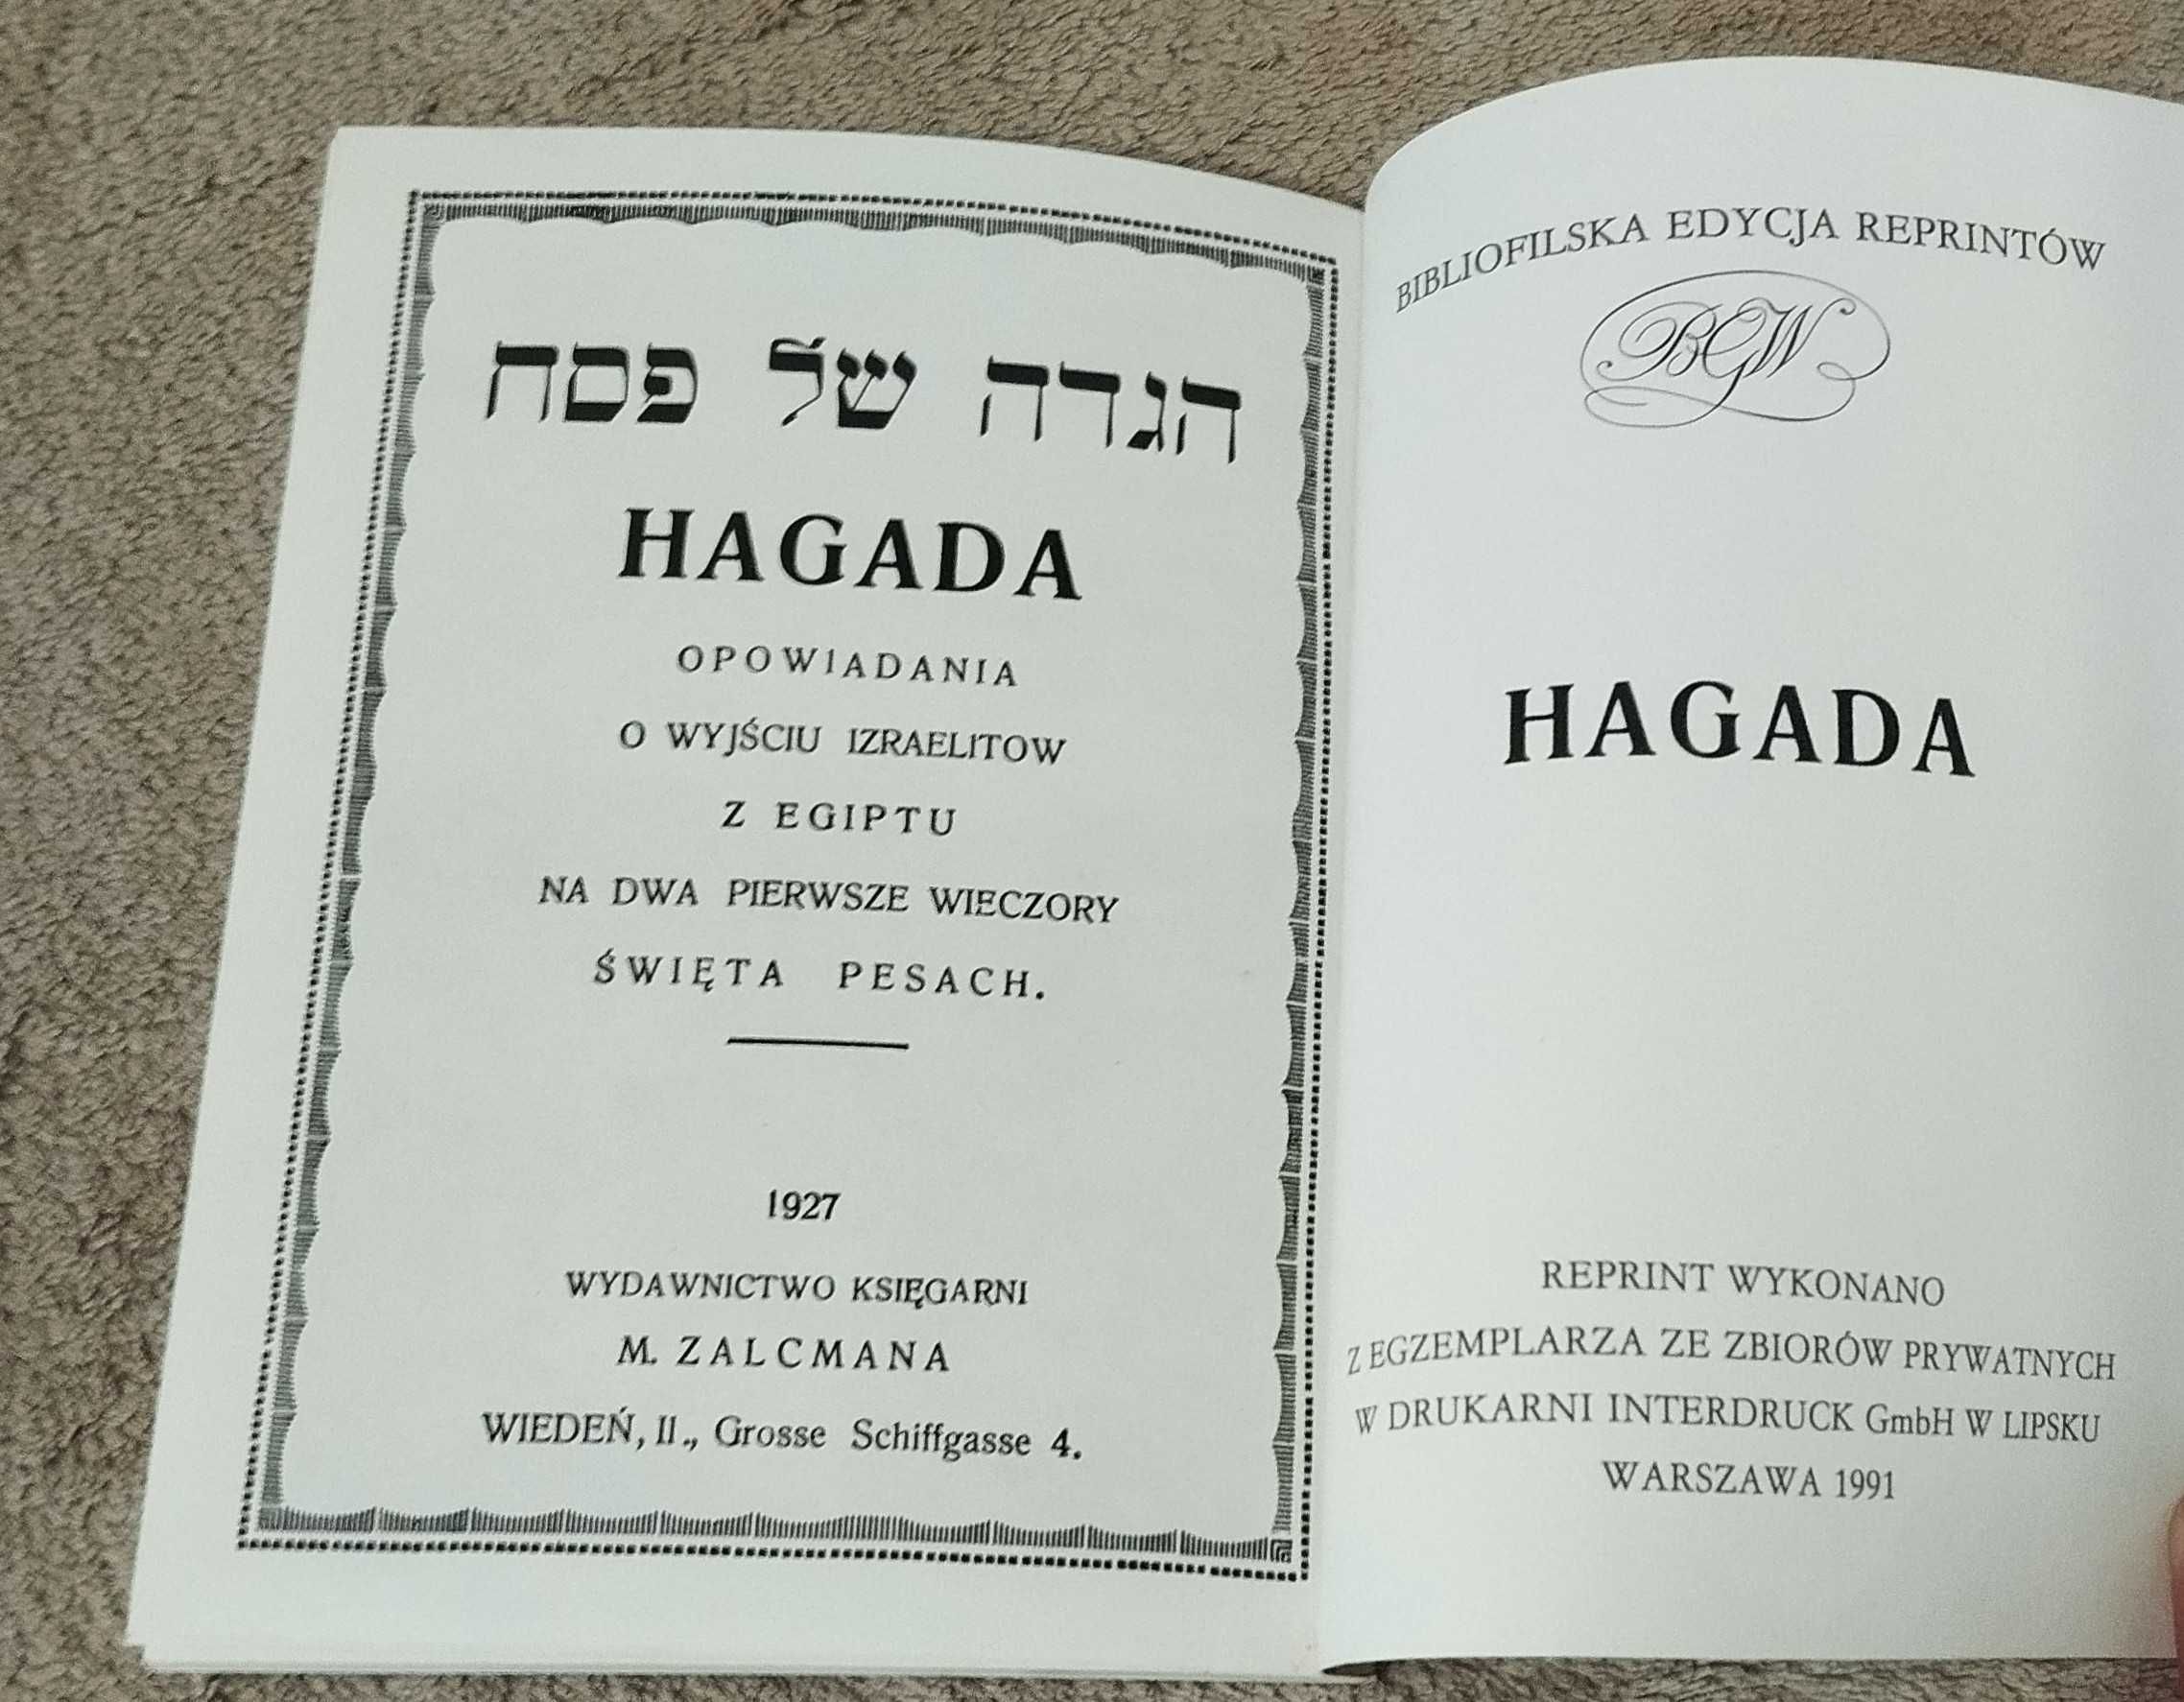 הגדה של פסח
HAGADA
OPOWIADANIA
O WYJŚCIU IZRAELITOW
Z EGIPTU
NA DWA PIERWSZE WIECZORY
ŚWIĘTA PESACH.
1927
WYDAWNICTWO KSIĘGARNI
M. ZALCMANA
WIEDEŃ, II., Grosse Schiffgasse 4.
BIBLIOFILSKA EDYCJA REPRINTÓW
BGW
HAGADA
REPRINT WYKONANO
Z EGZEMPLARZA ZE ZBIORÓW PRYWATNYCH
W DRUKARNI INTERDRUCK GmbH W LIPSKU
WARSZAWA 1991